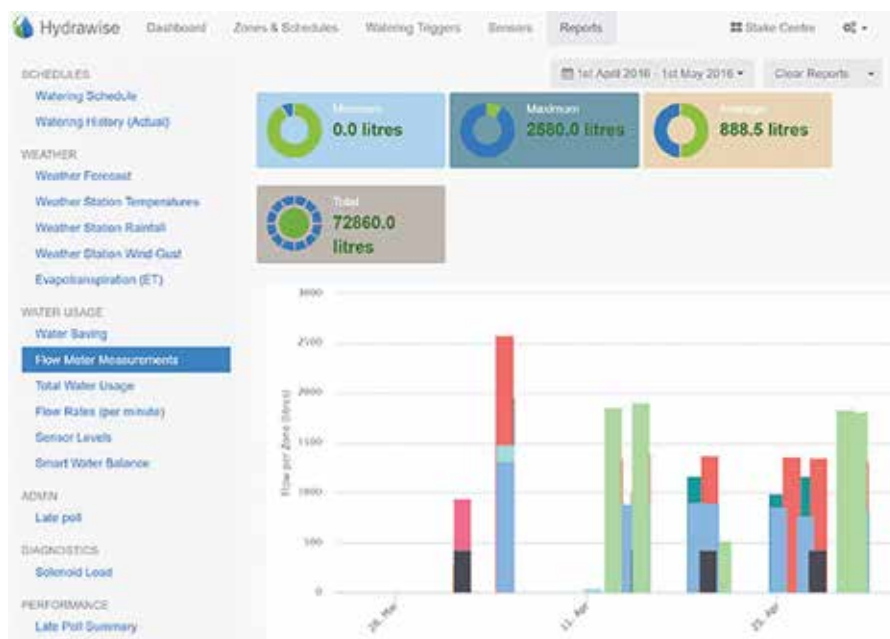 Hydrawise
Dashboard
Zones & Schedules
Watering Triggers
Sensors
Reports
Stake Centre
1st April 2016 - 1st May 2016
Clear Reports
SCHEDULES
Watering Schedule
Watering History (Actual)
WEATHER
Weather Forecast
Weather Station Temperatures
Weather Station Rainfall
Weather Station Wind Gust
Evapotranspiration (ET)
WATER USAGE
Water Saving
Flow Meter Measurements
Total Water Usage
Flow Rates (per minute)
Sensor Levels
Smart Water Balance
ADMIN
Late poll
DIAGNOSTICS
Solenoid Load
PERFORMANCE
Late Poll Summary
Minimum
0.0 litres
Maximum
2580.0 litres
Average
888.5 litres
Total
72860.0
litres
Flow per Zone (litres)
3000
2500
2000
1500
1000
500
0
28. Mar
11. Apr
25. Apr